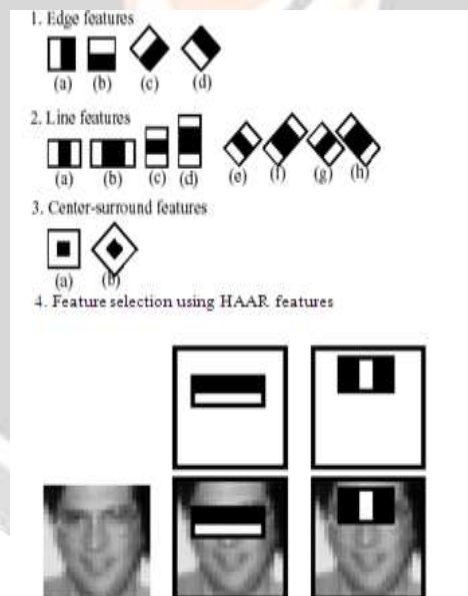 1. Edge features
(a) (b) (c) (d)
2. Line features
(a) (b) (c) (d) (e) (f) (g) (h)
3. Center-surround features
(a) (b)
4. Feature selection using HAAR features